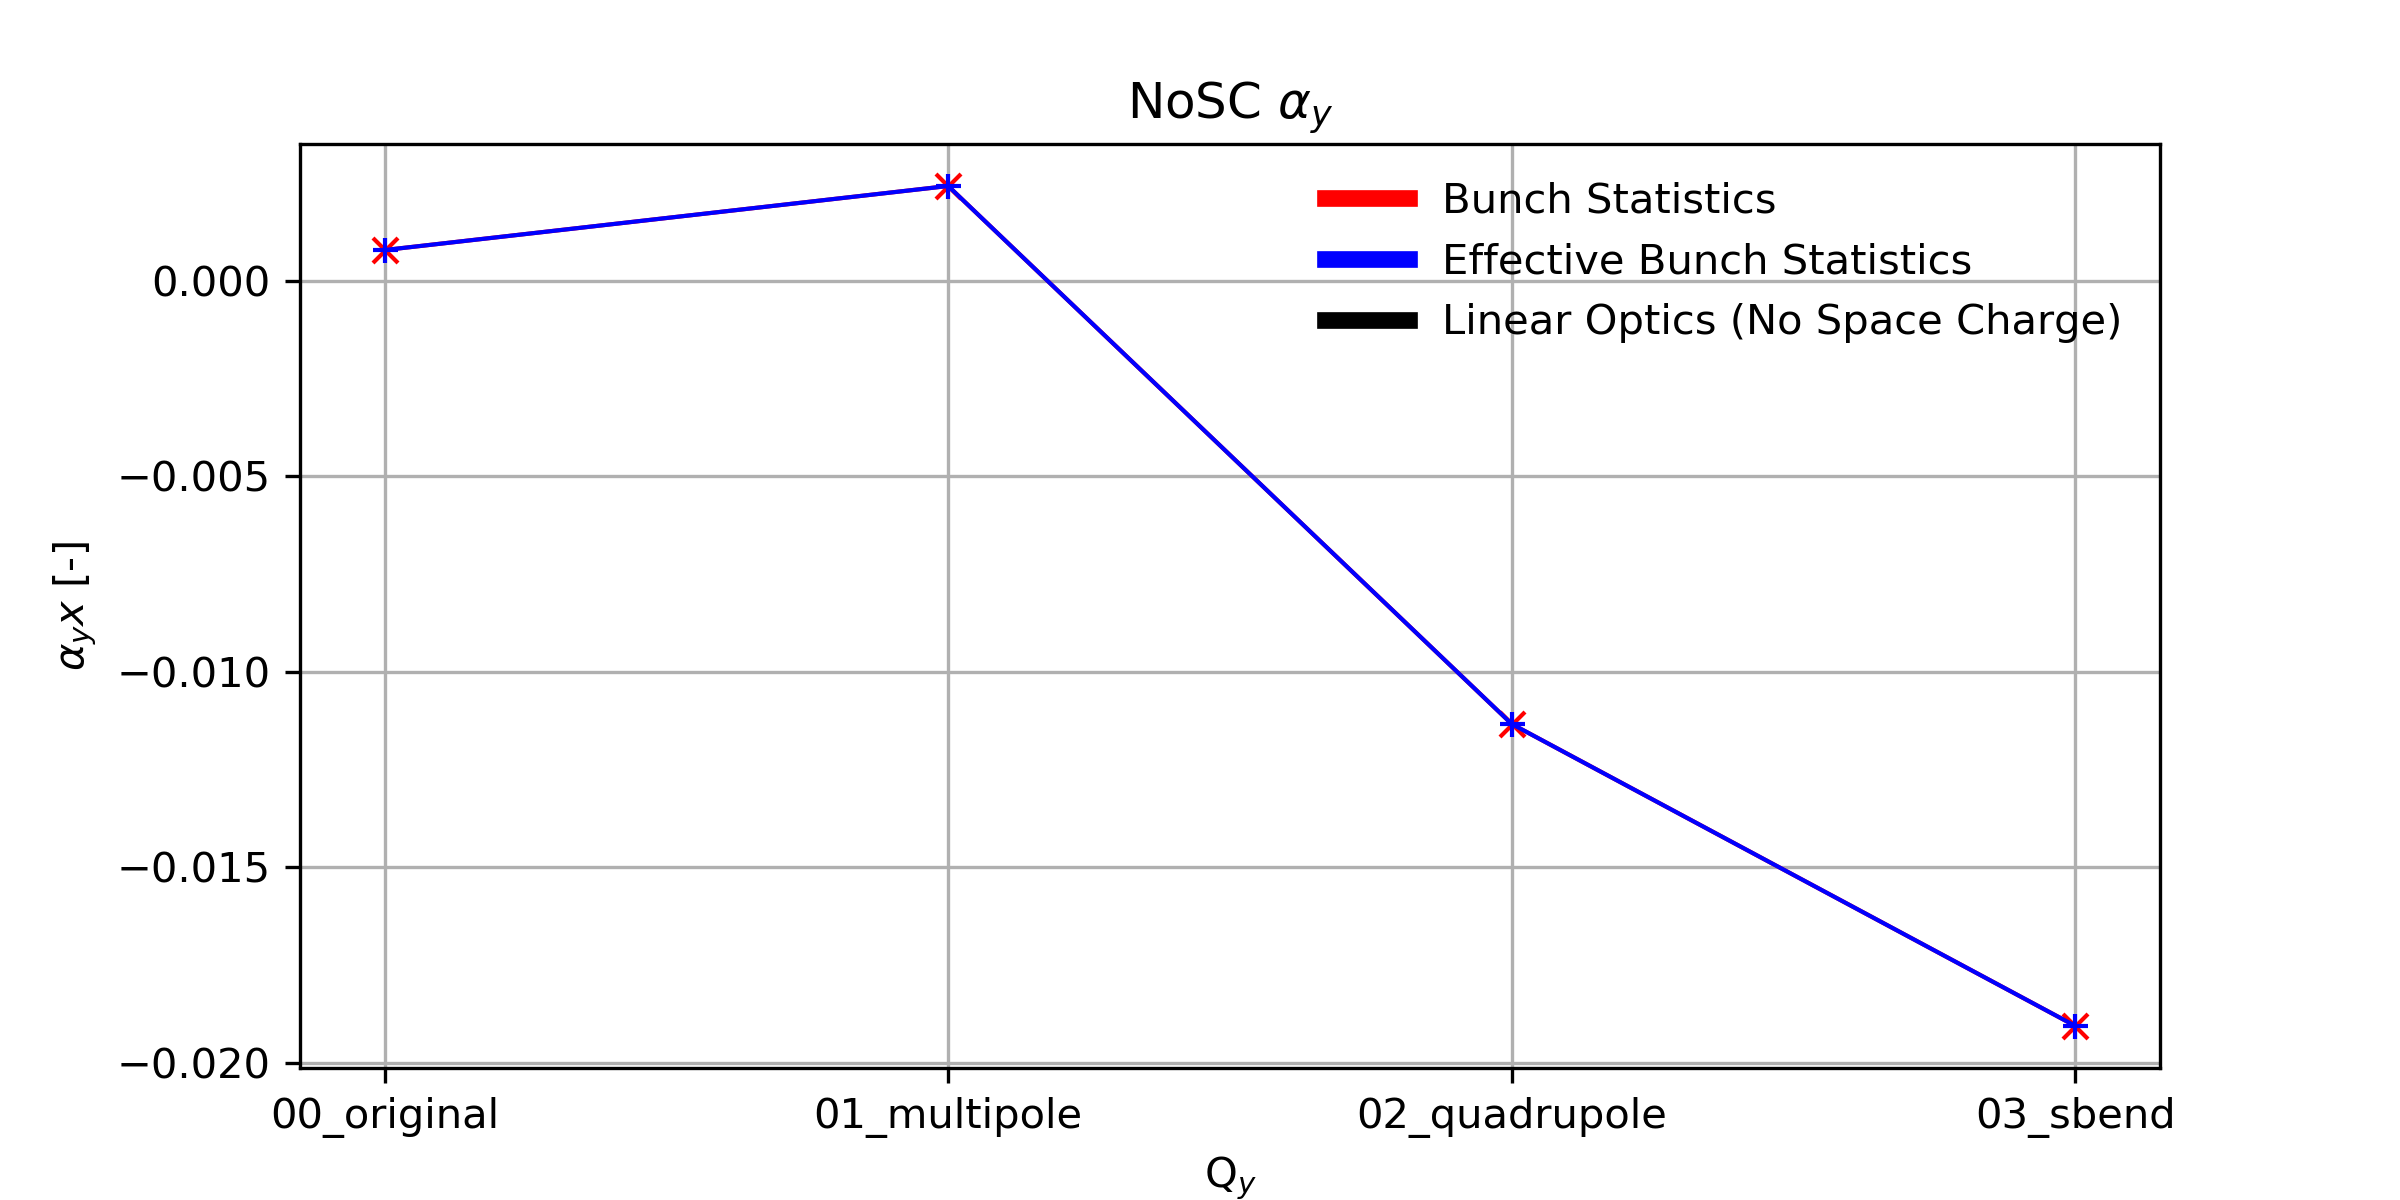 NoSC αy
Bunch Statistics
Effective Bunch Statistics
Linear Optics (No Space Charge)
0.000
−0.005
−0.010
−0.015
−0.020
αyx [-]
00_original
01_multipole
02_quadrupole
03_sbend
Qy